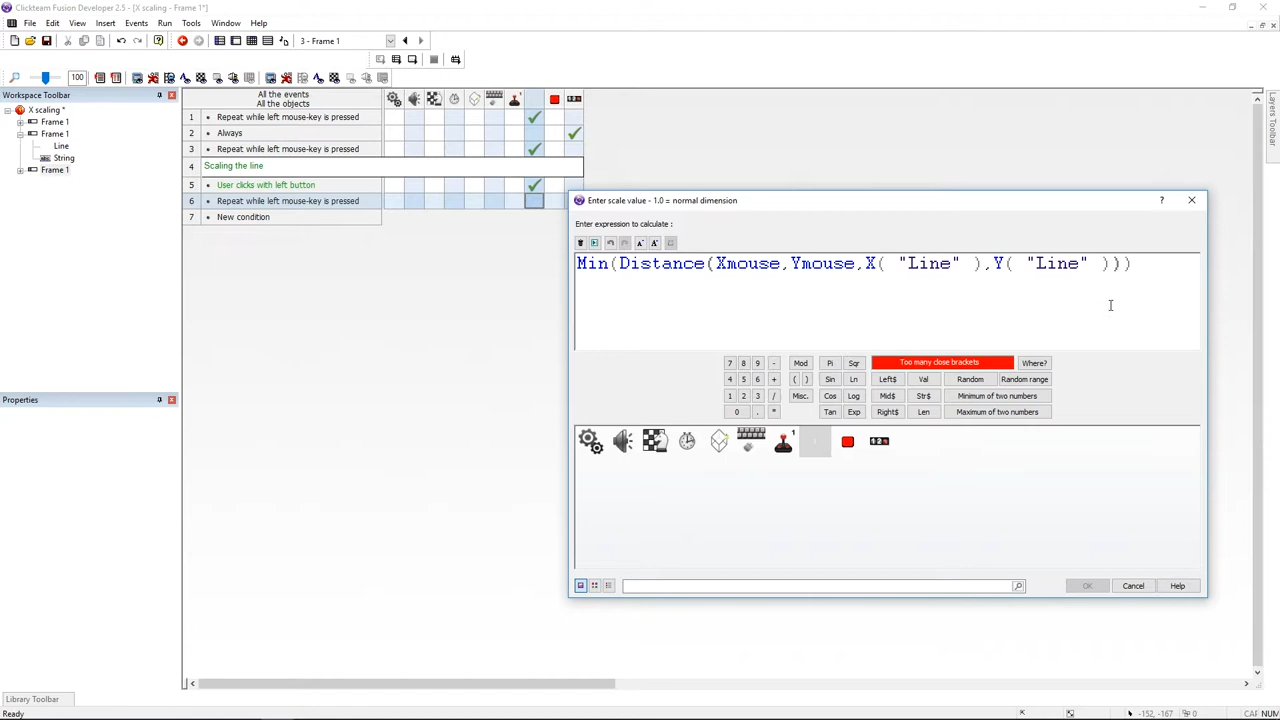 Clickteam Fusion Developer 2.5 - [X scaling - Frame 1]
File Edit View Insert Events Run Tools Window Help
3 - Frame 1
100
Workspace Toolbar
X scaling *
Frame 1
Frame 1
Line
String
Frame 1
Properties
Library Toolbar
Ready
All the events
All the objects
1 • Repeat while left mouse-key is pressed
2 • Always
3 • Repeat while left mouse-key is pressed
4 Scaling the line
5 • User clicks with left button
6 • Repeat while left mouse-key is pressed
7 • New condition
Enter scale value - 1.0 = normal dimension
Enter expression to calculate :
Min(Distance(Xmouse,Ymouse,X( "Line" ),Y( "Line" )))
7 8 9 - Mod Pi Sqr Too many close brackets Where?
4 5 6 + ( ) Sin Ln Left$ Val Random Random range
1 2 3 / Misc. Cos Log Mid$ Str$ Minimum of two numbers
0 . * Tan Exp Right$ Len Maximum of two numbers
OK Cancel Help
Layers Toolbar
-152, -167 0 CAP NUM